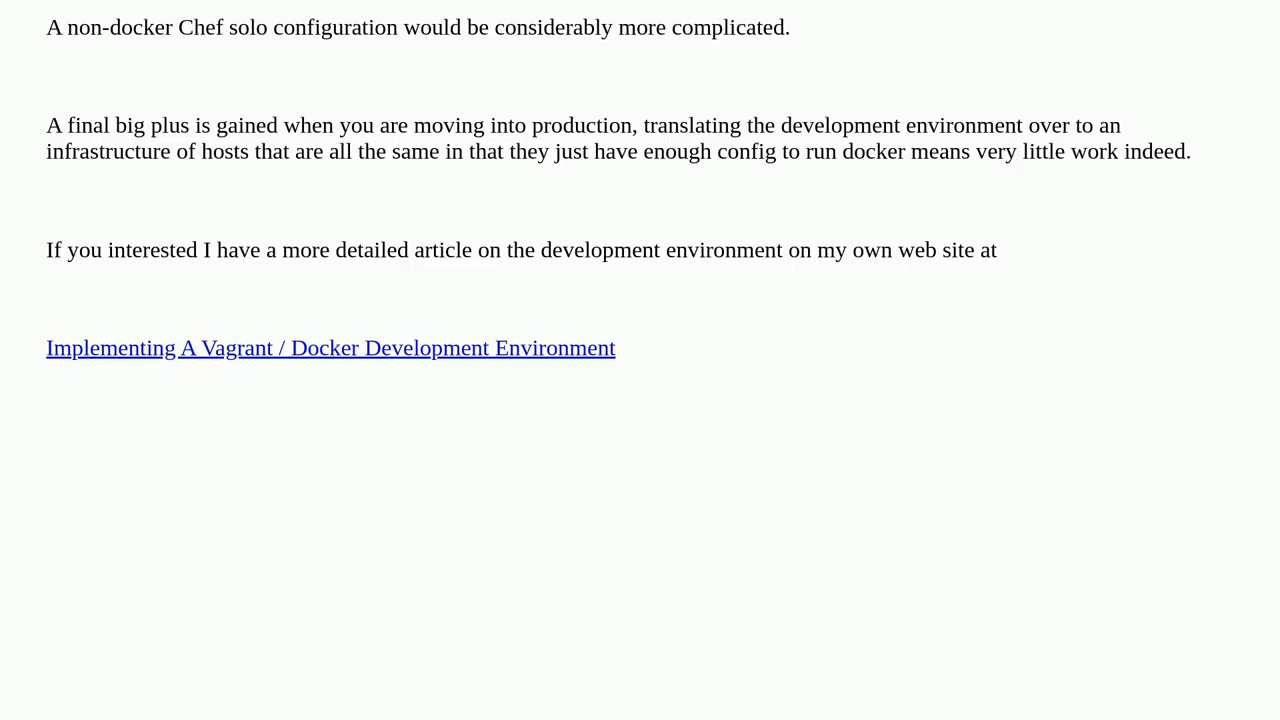 A non-docker Chef solo configuration would be considerably more complicated.
A final big plus is gained when you are moving into production, translating the development environment over to an
infrastructure of hosts that are all the same in that they just have enough config to run docker means very little work indeed.
If you interested I have a more detailed article on the development environment on my own web site at
Implementing A Vagrant / Docker Development Environment